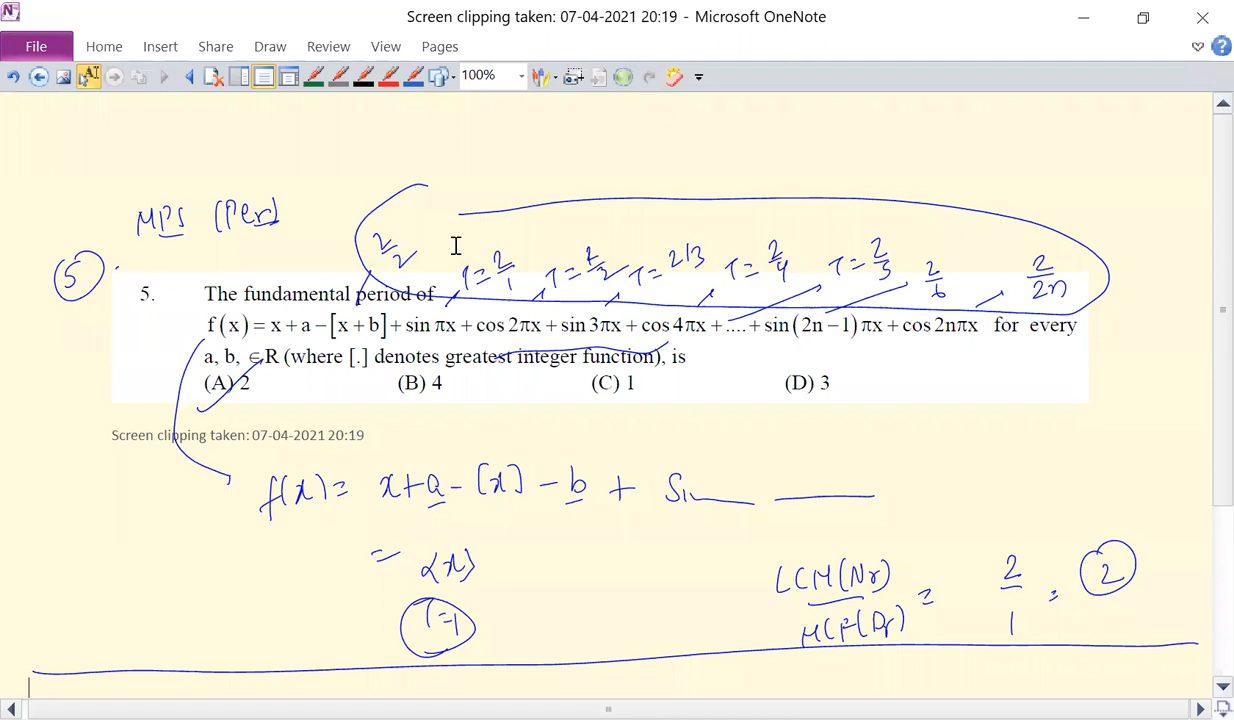 Screen clipping taken: 07-04-2021 20:19 - Microsoft OneNote
File Home Insert Share Draw Review View Pages
100%
MPS (Per)
2/2 T=2/1 T=2/2 T=2/3 T=2/4 T=2/5 2/6 2/2n
5
5. The fundamental period of
f(x) = x+a−[x+b]+sin πx+cos 2πx+sin 3πx+cos 4πx+....+sin(2n−1)πx+cos 2nπx for every
a, b, ∈R (where [.] denotes greatest integer function), is
(A) 2 (B) 4 (C) 1 (D) 3
Screen clipping taken: 07-04-2021 20:19
f(x)= x+a-[x]-b + Sin
= {x}
T=1
LCM(Nr)/HCF(Dr) = 2/1 = 2